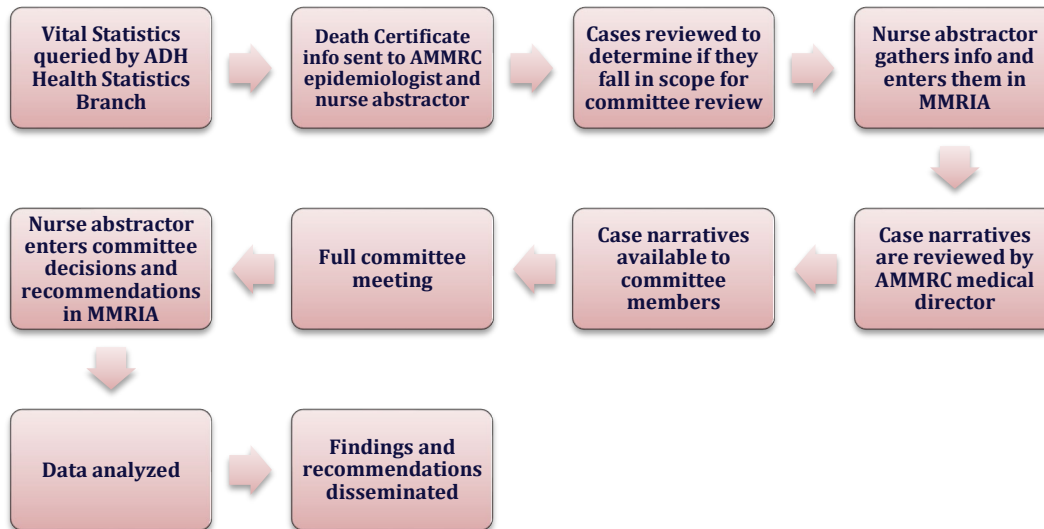 Vital Statistics
queried by ADH
Health Statistics
Branch
Death Certificate
info sent to AMMRC
epidemiologist and
nurse abstractor
Cases reviewed to
determine if they
fall in scope for
committee review
Nurse abstractor
gathers info and
enters them in
MMRIA
Case narratives
are reviewed by
AMMRC medical
director
Case narratives
available to
committee
members
Full committee
meeting
Nurse abstractor
enters committee
decisions and
recommendations
in MMRIA
Data analyzed
Findings and
recommendations
disseminated